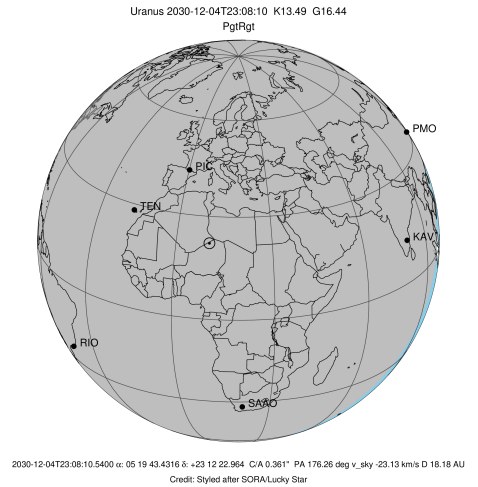 Uranus 2030-12-04T23:08:10 K13.49 G16.44
PgtRgt
PMO
PIC
TEN
KAV
RIO
SAAO
2030-12-04T23:08:10.5400 α: 05 19 43.4316 δ: +23 12 22.964 C/A 0.361" PA 176.26 deg v_sky -23.13 km/s D 18.18 AU
Credit: Styled after SORA/Lucky Star